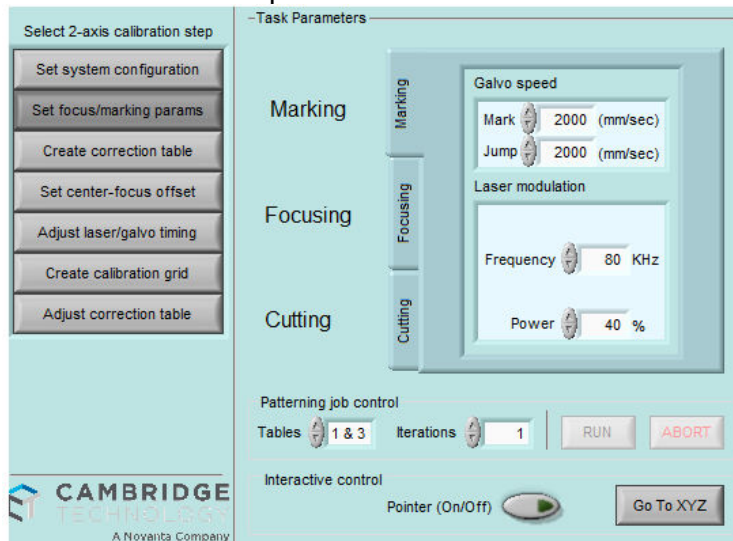 Select 2-axis calibration step
Set system configuration
Set focus/marking params
Create correction table
Set center-focus offset
Adjust laser/galvo timing
Create calibration grid
Adjust correction table
CAMBRIDGE
TECHNOLOGY
A Novanta Company
Task Parameters
Marking
Focusing
Cutting
Marking
Focusing
Cutting
Galvo speed
Mark 2000 (mm/sec)
Jump 2000 (mm/sec)
Laser modulation
Frequency 80 KHz
Power 40 %
Patterning job control
Tables 1 & 3 Iterations 1 RUN ABORT
Interactive control
Pointer (On/Off) Go To XYZ